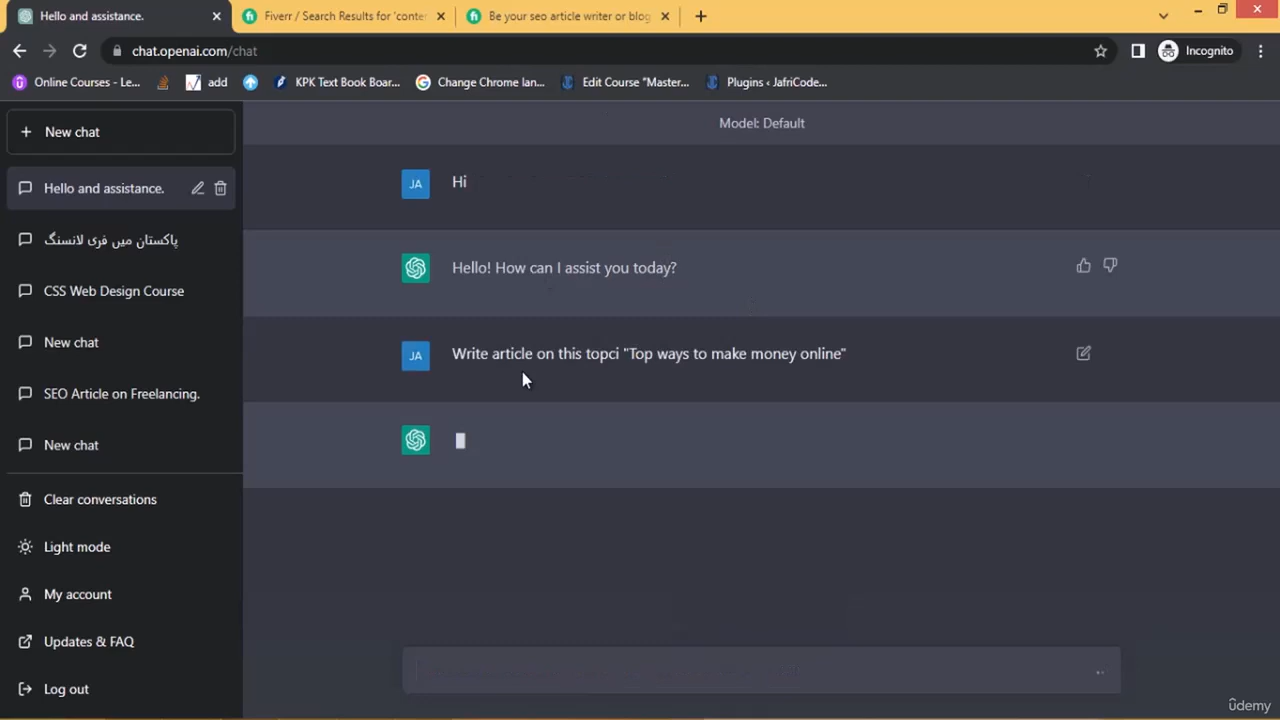 Hello and assistance.
Fiverr / Search Results for 'conte
Be your seo article writer or blog
chat.openai.com/chat
Incognito
Online Courses - Le...
add
KPK Text Book Boar...
Change Chrome lan...
Edit Course "Master...
Plugins ‹ JafriCode...
New chat
Model: Default
Hello and assistance.
JA
Hi
پاکستان میں فری لانسنگ
Hello! How can I assist you today?
CSS Web Design Course
New chat
JA
Write article on this topci "Top ways to make money online"
SEO Article on Freelancing.
New chat
Clear conversations
Light mode
My account
Updates & FAQ
Log out
ûdemy